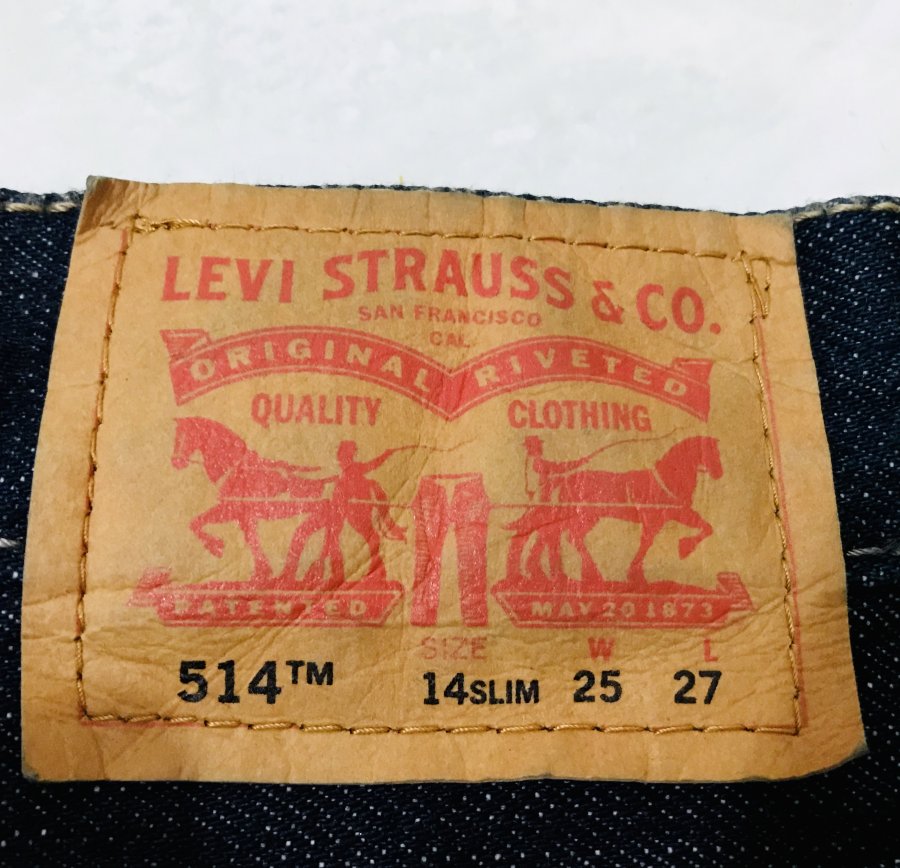 LEVI STRAUSS & CO.
SAN FRANCISCO
CAL
ORIGINAL RIVETED
QUALITY CLOTHING
PATENTED MAY 20 1873
SIZE W L
514™ 14SLIM 25 27